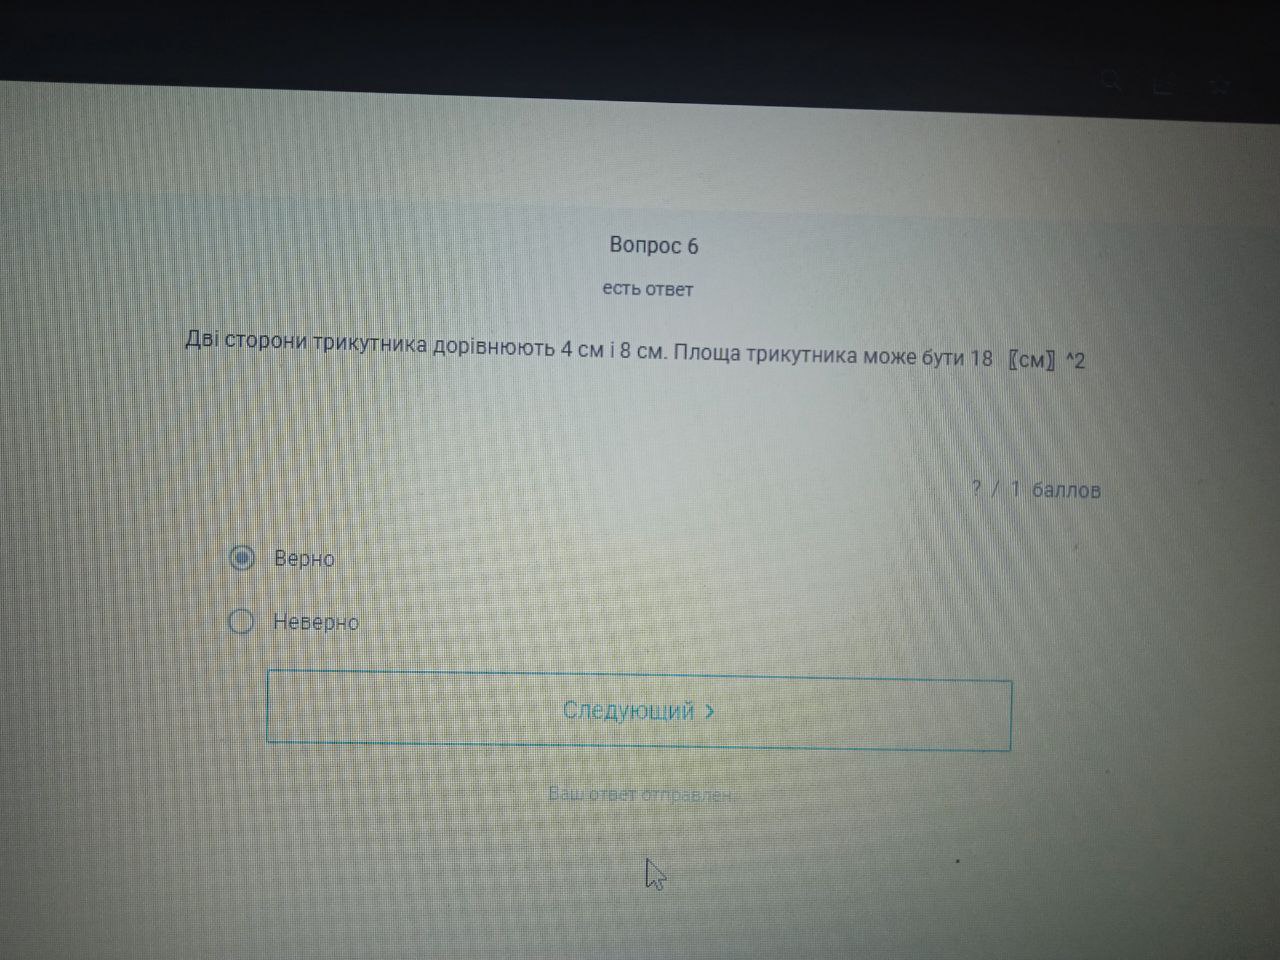 Вопрос 6
есть ответ
Дві сторони трикутника дорівнюють 4 см і 8 см. Площа трикутника може бути 18 〖см〗 ^2
? / 1 баллов
Верно
Неверно
Следующий >
Ваш ответ отправлен.